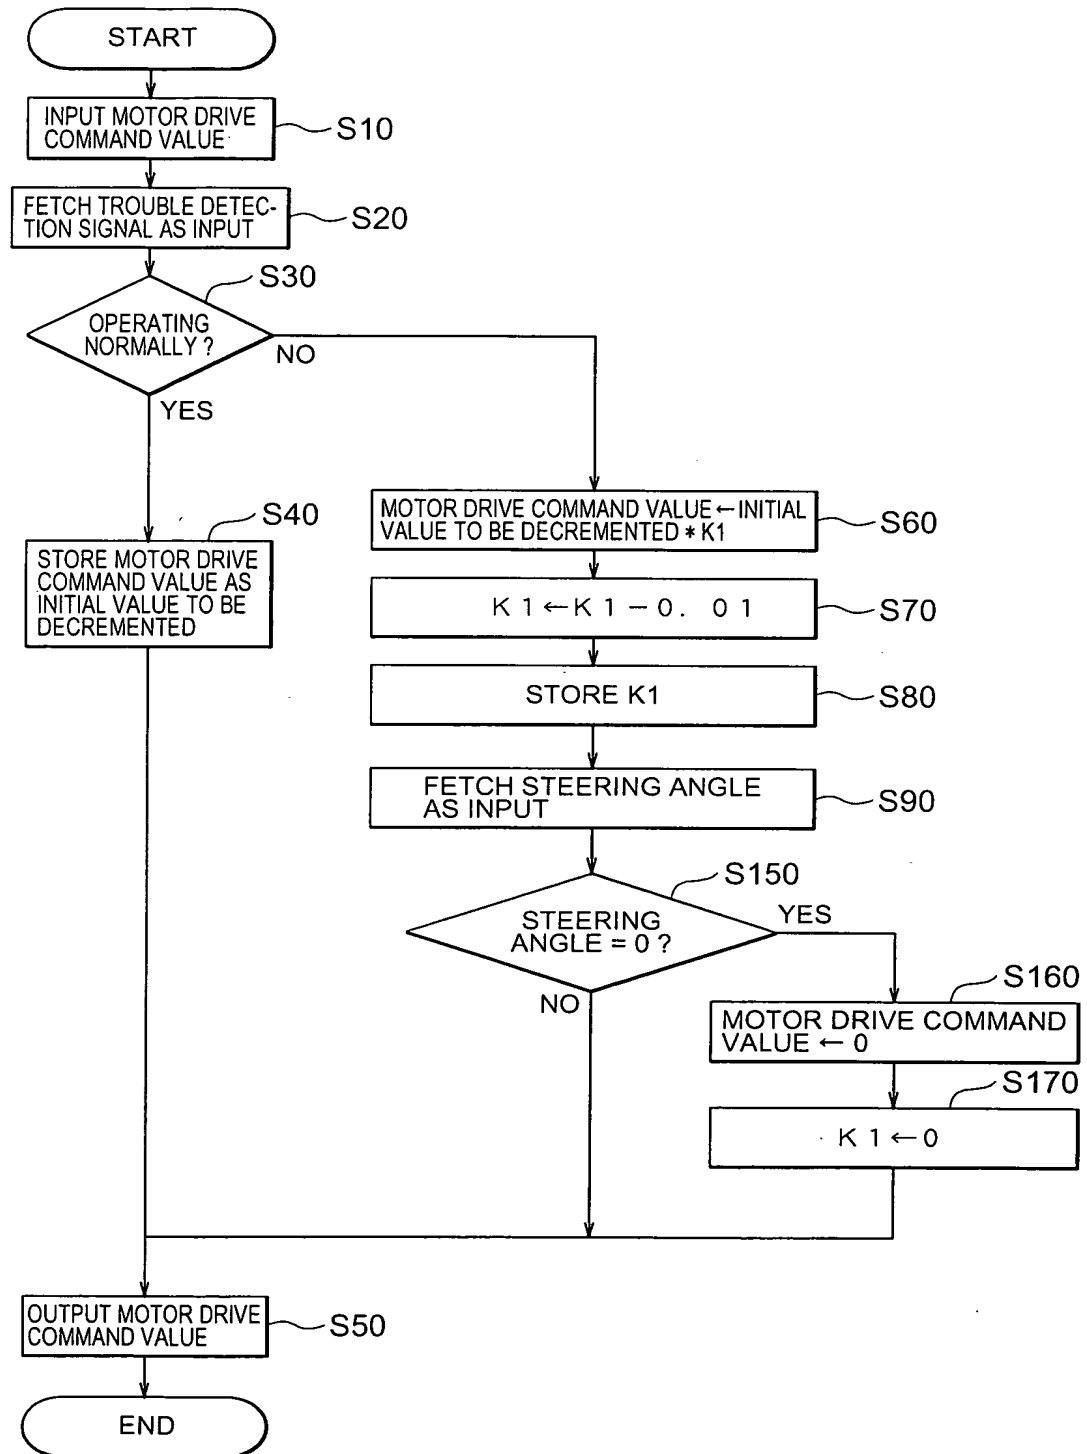 START
INPUT MOTOR DRIVE
COMMAND VALUE
S10
FETCH TROUBLE DETEC-
TION SIGNAL AS INPUT
S20
S30
OPERATING
NORMALLY ?
NO
YES
S40
STORE MOTOR DRIVE
COMMAND VALUE AS
INITIAL VALUE TO BE
DECREMENTED
MOTOR DRIVE COMMAND VALUE ← INITIAL
VALUE TO BE DECREMENTED * K1
S60
K 1 ← K 1 − 0. 0 1
S70
STORE K1
S80
FETCH STEERING ANGLE
AS INPUT
S90
S150
STEERING
ANGLE = 0 ?
YES
NO
S160
MOTOR DRIVE COMMAND
VALUE ← 0
S170
K 1 ← 0
OUTPUT MOTOR DRIVE
COMMAND VALUE
S50
END